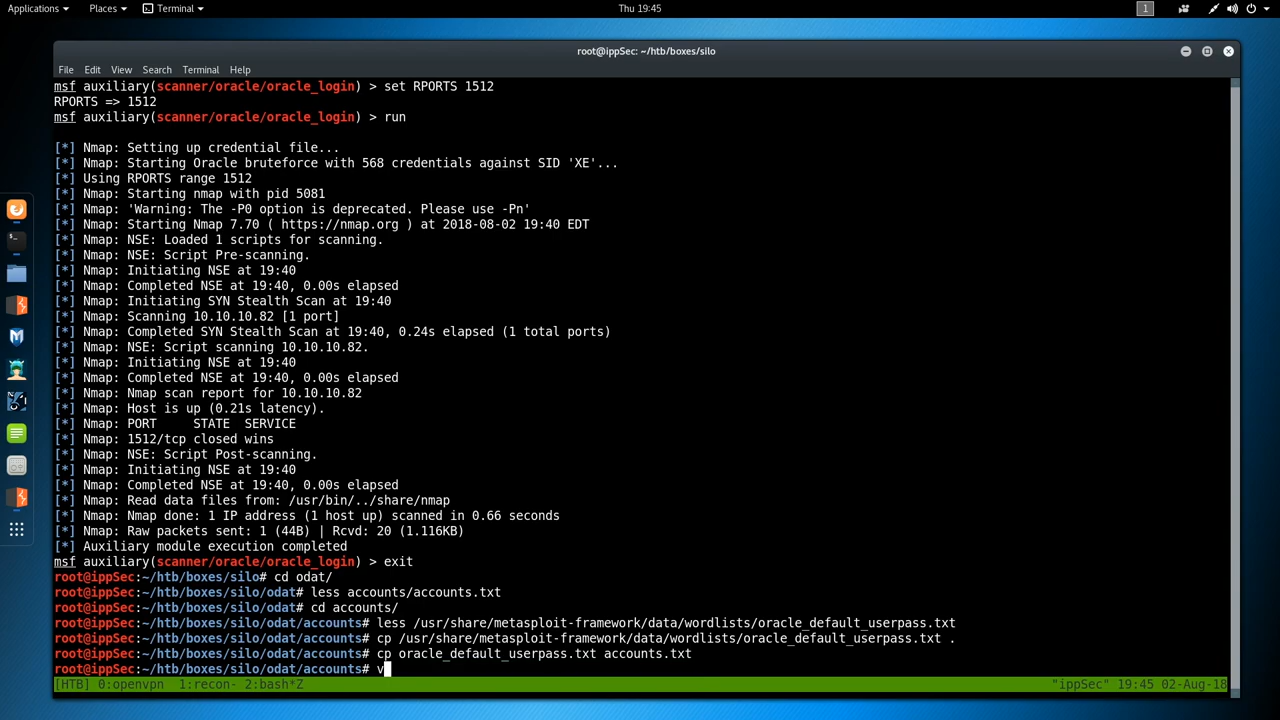 Applications Places Terminal Thu 19:45 1
root@ippSec: ~/htb/boxes/silo
File Edit View Search Terminal Help
msf auxiliary(scanner/oracle/oracle_login) > set RPORTS 1512
RPORTS => 1512
msf auxiliary(scanner/oracle/oracle_login) > run
[*] Nmap: Setting up credential file...
[*] Nmap: Starting Oracle bruteforce with 568 credentials against SID 'XE'...
[*] Using RPORTS range 1512
[*] Nmap: Starting nmap with pid 5081
[*] Nmap: 'Warning: The -P0 option is deprecated. Please use -Pn'
[*] Nmap: Starting Nmap 7.70 ( https://nmap.org ) at 2018-08-02 19:40 EDT
[*] Nmap: NSE: Loaded 1 scripts for scanning.
[*] Nmap: NSE: Script Pre-scanning.
[*] Nmap: Initiating NSE at 19:40
[*] Nmap: Completed NSE at 19:40, 0.00s elapsed
[*] Nmap: Initiating SYN Stealth Scan at 19:40
[*] Nmap: Scanning 10.10.10.82 [1 port]
[*] Nmap: Completed SYN Stealth Scan at 19:40, 0.24s elapsed (1 total ports)
[*] Nmap: NSE: Script scanning 10.10.10.82.
[*] Nmap: Initiating NSE at 19:40
[*] Nmap: Completed NSE at 19:40, 0.00s elapsed
[*] Nmap: Nmap scan report for 10.10.10.82
[*] Nmap: Host is up (0.21s latency).
[*] Nmap: PORT     STATE  SERVICE
[*] Nmap: 1512/tcp closed wins
[*] Nmap: NSE: Script Post-scanning.
[*] Nmap: Initiating NSE at 19:40
[*] Nmap: Completed NSE at 19:40, 0.00s elapsed
[*] Nmap: Read data files from: /usr/bin/../share/nmap
[*] Nmap: Nmap done: 1 IP address (1 host up) scanned in 0.66 seconds
[*] Nmap: Raw packets sent: 1 (44B) | Rcvd: 20 (1.116KB)
[*] Auxiliary module execution completed
msf auxiliary(scanner/oracle/oracle_login) > exit
root@ippSec:~/htb/boxes/silo# cd odat/
root@ippSec:~/htb/boxes/silo/odat# less accounts/accounts.txt
root@ippSec:~/htb/boxes/silo/odat# cd accounts/
root@ippSec:~/htb/boxes/silo/odat/accounts# less /usr/share/metasploit-framework/data/wordlists/oracle_default_userpass.txt
root@ippSec:~/htb/boxes/silo/odat/accounts# cp /usr/share/metasploit-framework/data/wordlists/oracle_default_userpass.txt .
root@ippSec:~/htb/boxes/silo/odat/accounts# cp oracle_default_userpass.txt accounts.txt
root@ippSec:~/htb/boxes/silo/odat/accounts# v
[HTB] 0:openvpn  1:recon- 2:bash*Z "ippSec" 19:45 02-Aug-18